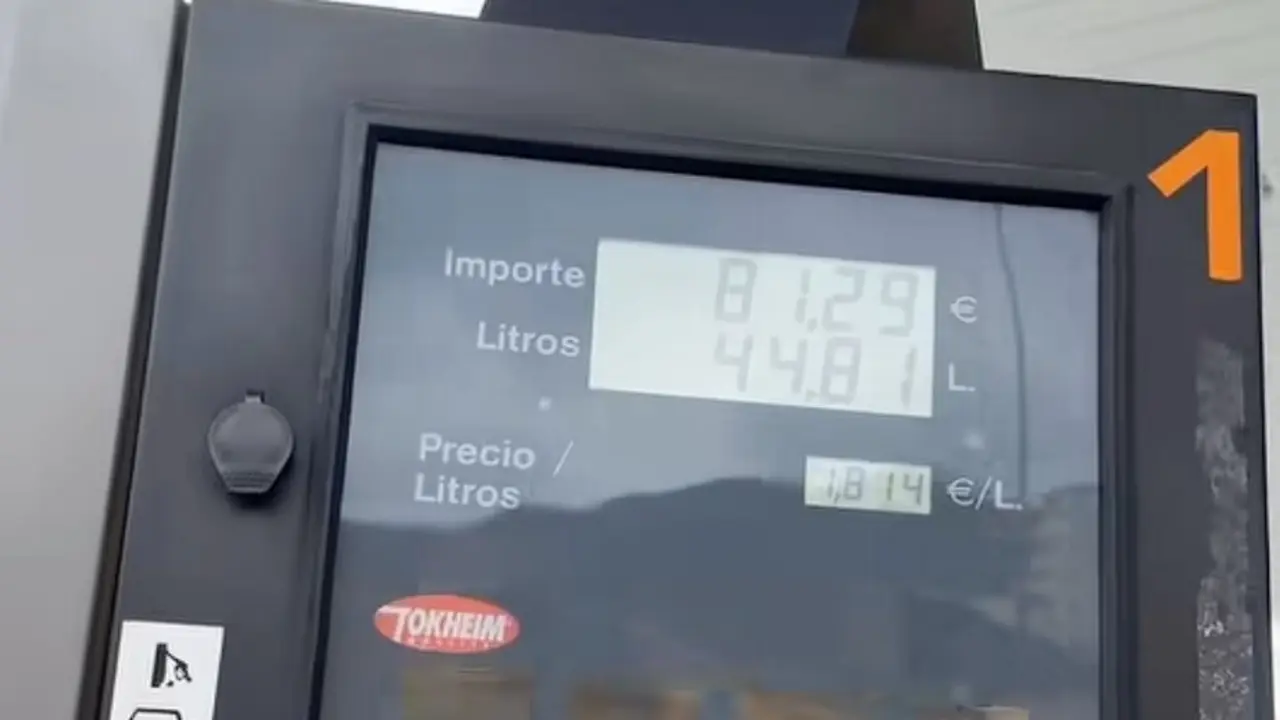 1
Importe 81,29 €
Litros 44,81 L.
Precio / Litros 1,814 €/L.
TOKHEIM